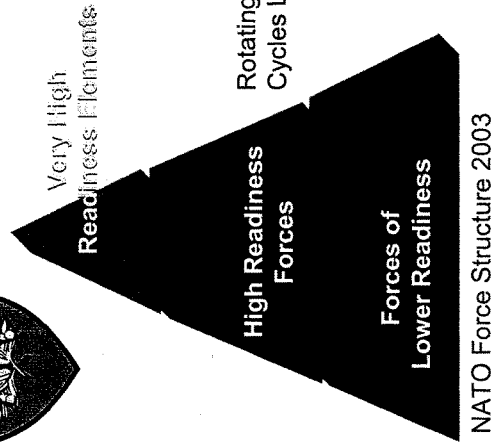 Very High
Readiness Elements
Rotating
Cycles
High Readiness
Forces
Forces of
Lower Readiness
NATO Force Structure 2003